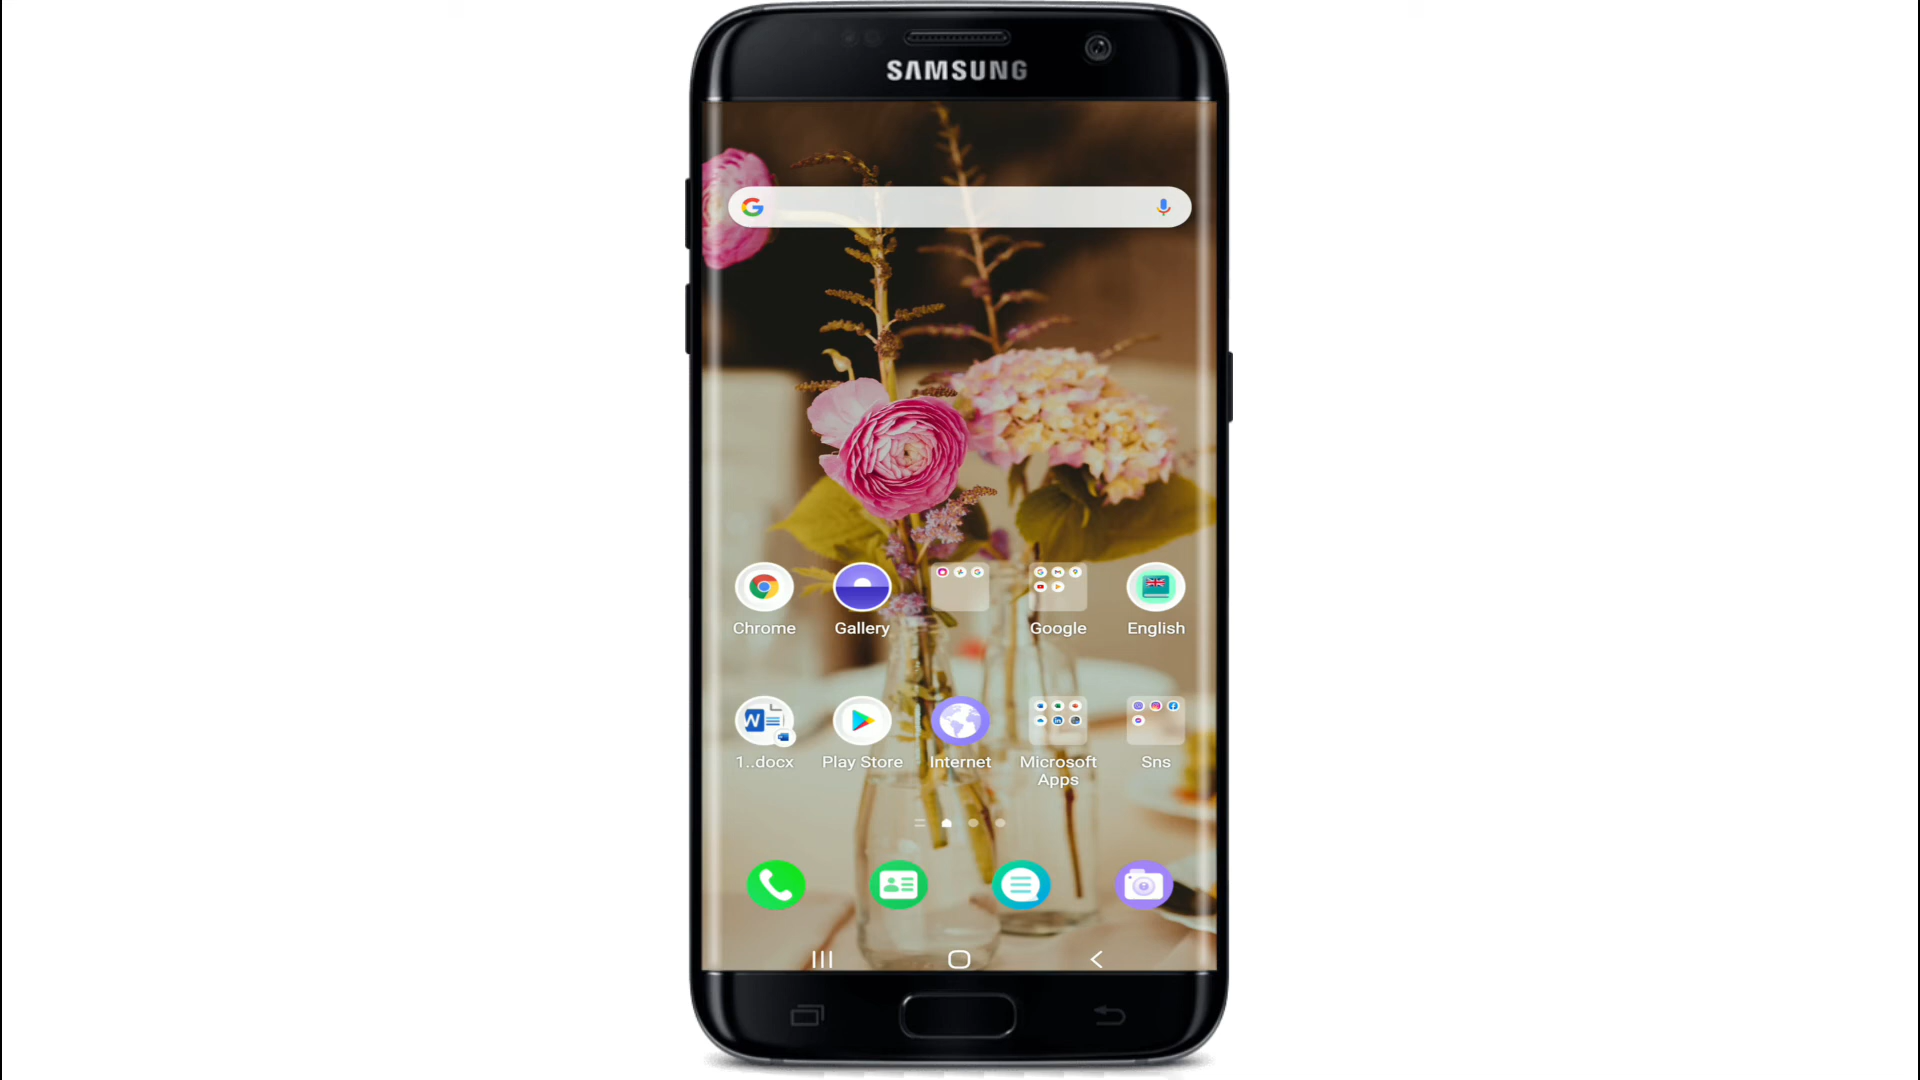 SAMSUNG
Chrome
Gallery
Google
English
1..docx
Play Store
Internet
Microsoft
Apps
Sns